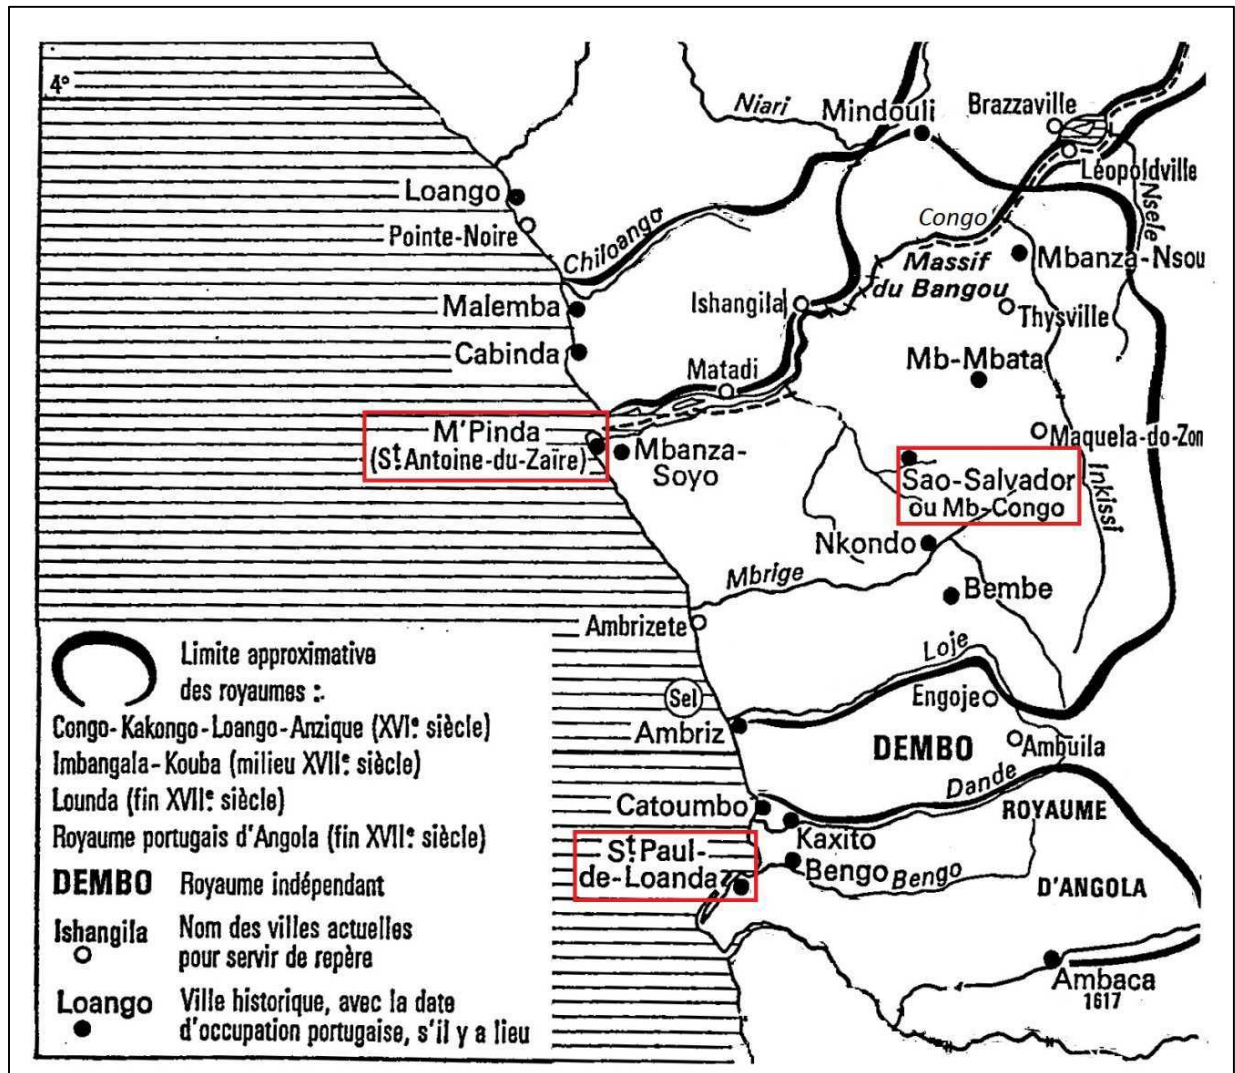 4°
Niari
Mindouli
Brazzaville
Léopoldville
Nsele
Loango
Pointe-Noire
Chiloango
Congo
Massif
du Bangou
Mbanza-Nsou
Malemba
Ishangila
Thysville
Cabinda
Matadi
Mb-Mbata
M'Pinda
(St. Antoine-du-Zaïre)
Mbanza-
Soyo
Maquela-do-Zon
Sao-Salvador
ou Mb-Congo
Inkissi
Nkondo
Mbrige
Bembe
Ambrizete
Loje
Sel
Engoje
Ambriz
DEMBO
Ambuila
Dande
Catoumbo
ROYAUME
Kaxito
St. Paul-
de-Loanda
Bengo
Bengo
D'ANGOLA
Ambaca
1617
Limite approximative
des royaumes :.
Congo-Kakongo-Loango-Anzique (XVIe siècle)
Imbangala-Kouba (milieu XVIIe siècle)
Lounda (fin XVIIe siècle)
Royaume portugais d'Angola (fin XVIIe siècle)
DEMBO Royaume indépendant
Ishangila Nom des villes actuelles
pour servir de repère
Loango Ville historique, avec la date
d'occupation portugaise, s'il y a lieu